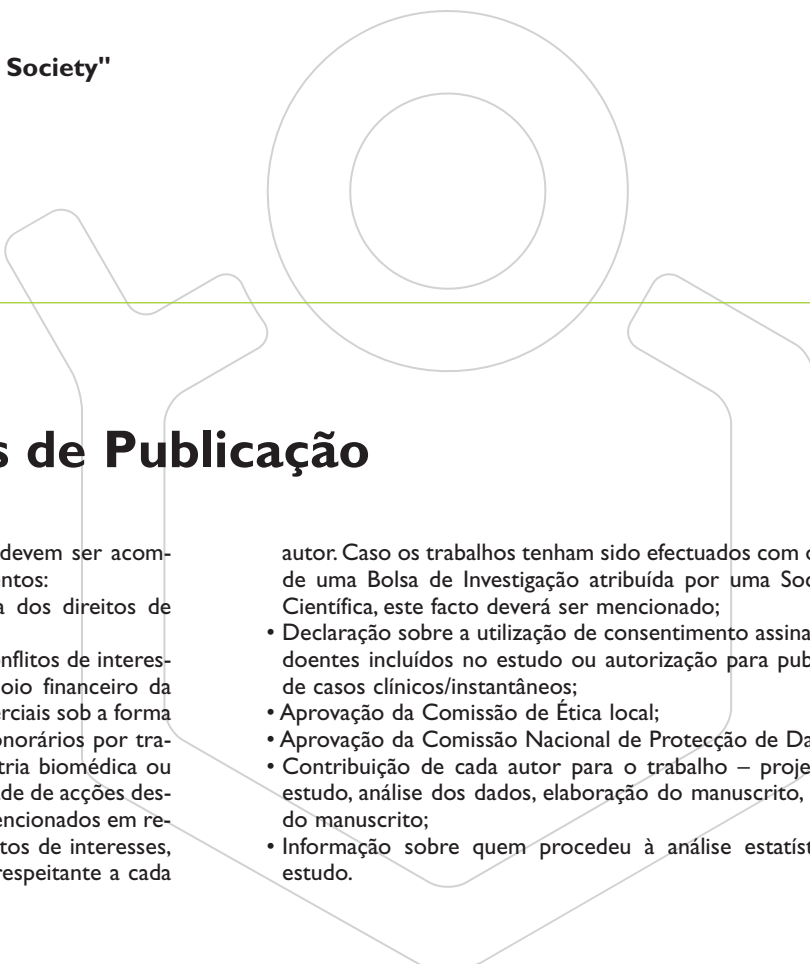 Society"
s de Publicação
devem ser acom-
entos:
a dos direitos de
nflitos de interes-
oio financeiro da
erciais sob a forma
onorários por tra-
tria biomédica ou
ade de acções des-
encionados em re-
tos de interesses,
respeitante a cada
autor. Caso os trabalhos tenham sido efectuados com o
de uma Bolsa de Investigação atribuída por uma Soc
Científica, este facto deverá ser mencionado;
• Declaração sobre a utilização de consentimento assina
doentes incluídos no estudo ou autorização para pub
de casos clínicos/instantâneos;
• Aprovação da Comissão de Ética local;
• Aprovação da Comissão Nacional de Protecção de Da
• Contribuição de cada autor para o trabalho – proje
estudo, análise dos dados, elaboração do manuscrito,
do manuscrito;
• Informação sobre quem procedeu à análise estatíst
estudo.